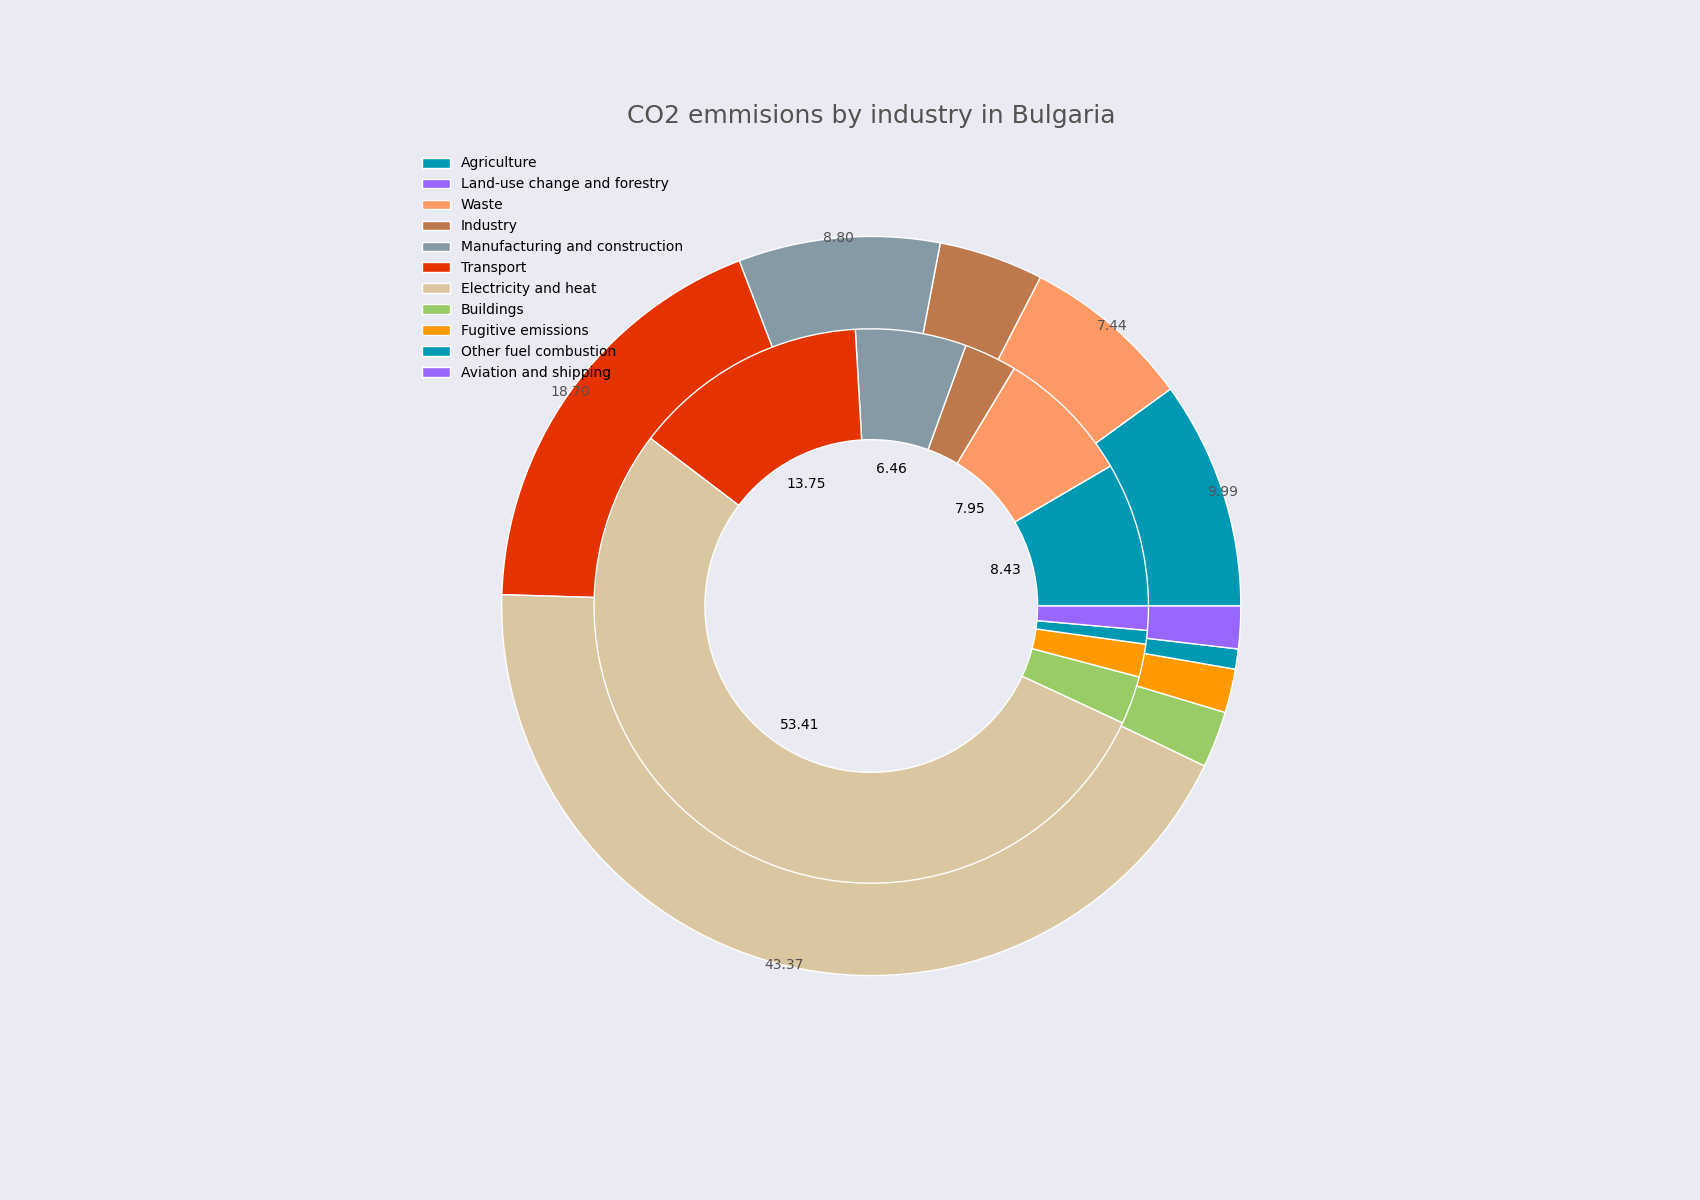 CO2 emmisions by industry in Bulgaria
Agriculture
Land-use change and forestry
Waste
Industry
Manufacturing and construction
Transport
Electricity and heat
Buildings
Fugitive emissions
Other fuel combustion
Aviation and shipping
8.80
7.44
18.70
9.99
6.46
13.75
7.95
8.43
53.41
43.37